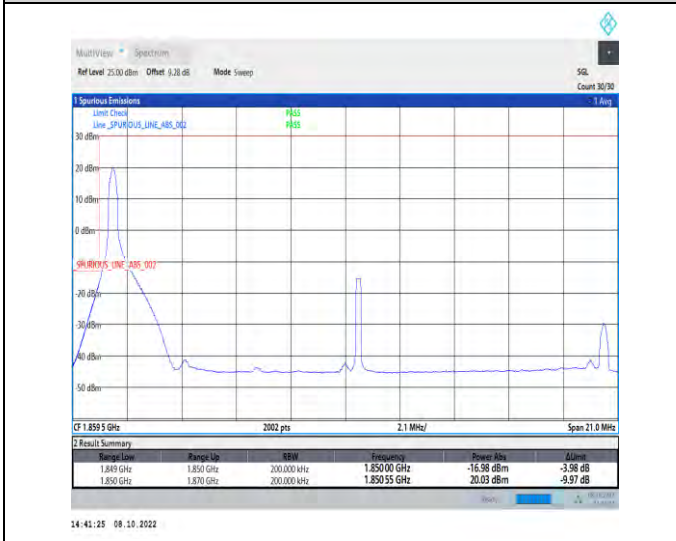 MultiView Spectrum
Ref Level 25.00 dBm Offset 9.28 dB Mode Sweep SGL
Count 30/30
1 Spurious Emissions 1 Avg
Limit Check PASS
Line _SPURIOUS_LINE_ABS_002 PASS
30 dBm
20 dBm
10 dBm
0 dBm
_SPURIOUS_LINE_ABS_002
-20 dBm
-30 dBm
-40 dBm
-50 dBm
CF 1.859 5 GHz 2002 pts 2.1 MHz/ Span 21.0 MHz
2 Result Summary
Range Low Range Up RBW Frequency Power Abs ΔLimit
1.849 GHz 1.850 GHz 200.000 kHz 1.850 00 GHz -16.98 dBm -3.98 dB
1.850 GHz 1.870 GHz 200.000 kHz 1.850 55 GHz 20.03 dBm -9.97 dB
14:41:25 08.10.2022